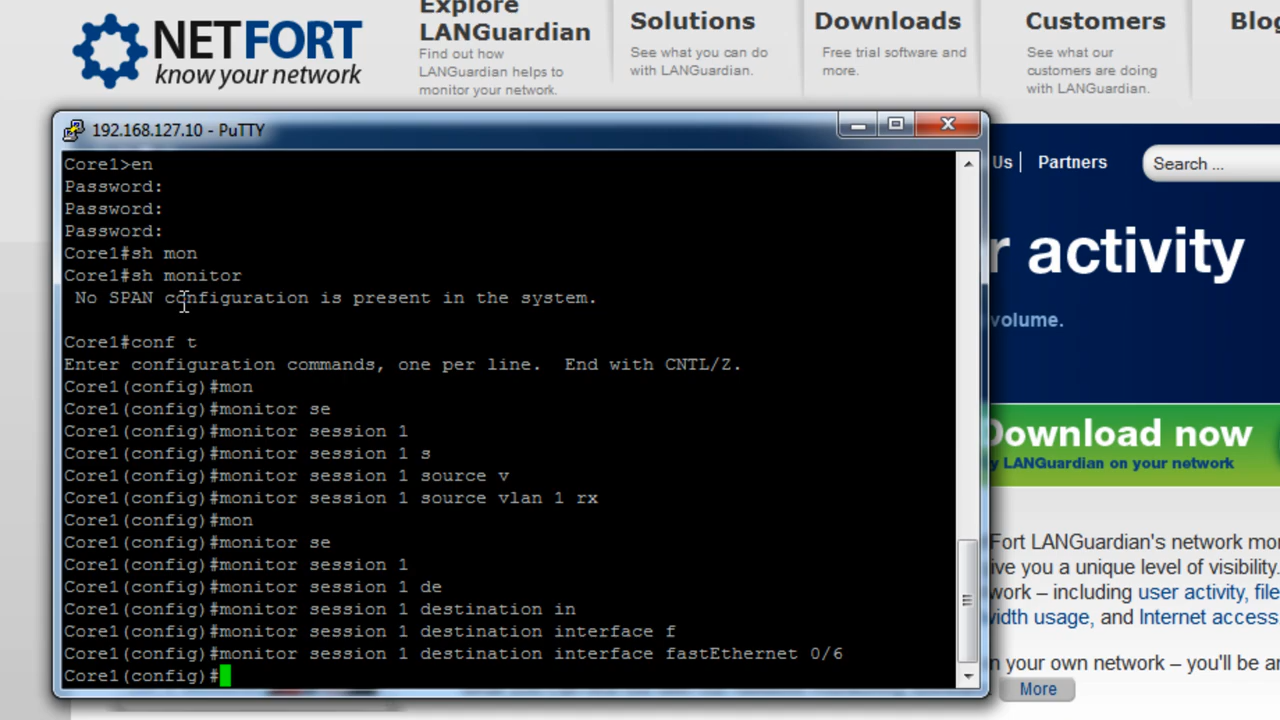 NETFORT
know your network
Explore
LANGuardian
Find out how
LANGuardian helps to
monitor your network.
Solutions
See what you can do
with LANGuardian.
Downloads
Free trial software and
more.
Customers
See what our
customers are doing
with LANGuardian.
Blog
192.168.127.10 - PuTTY
Core1>en
Password:
Password:
Password:
Core1#sh mon
Core1#sh monitor
No SPAN configuration is present in the system.
Core1#conf t
Enter configuration commands, one per line.  End with CNTL/Z.
Core1(config)#mon
Core1(config)#monitor se
Core1(config)#monitor session 1
Core1(config)#monitor session 1 s
Core1(config)#monitor session 1 source v
Core1(config)#monitor session 1 source vlan 1 rx
Core1(config)#mon
Core1(config)#monitor se
Core1(config)#monitor session 1
Core1(config)#monitor session 1 de
Core1(config)#monitor session 1 destination in
Core1(config)#monitor session 1 destination interface f
Core1(config)#monitor session 1 destination interface fastEthernet 0/6
Core1(config)#
Us | Partners
Search ...
r activity
volume.
Download now
y LANGuardian on your network
Fort LANGuardian's network mo
ive you a unique level of visibility.
work – including user activity, file
width usage, and Internet access
n your own network – you'll be a
More